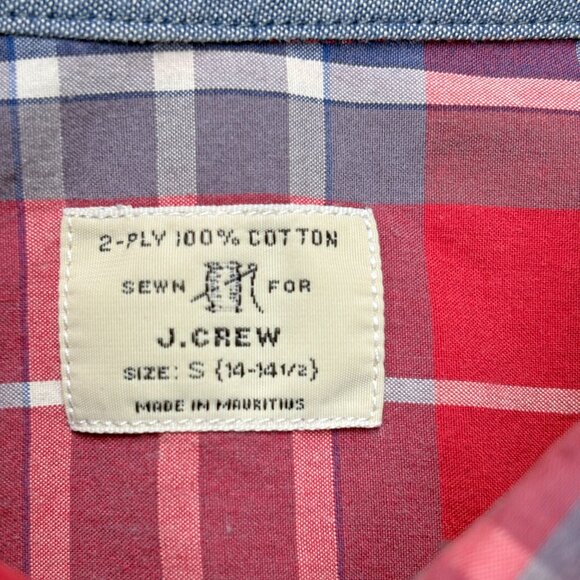 2-PLY 100% COTTON
SEWN FOR
J.CREW
SIZE: S {14-141/2}
MADE IN MAURITIUS